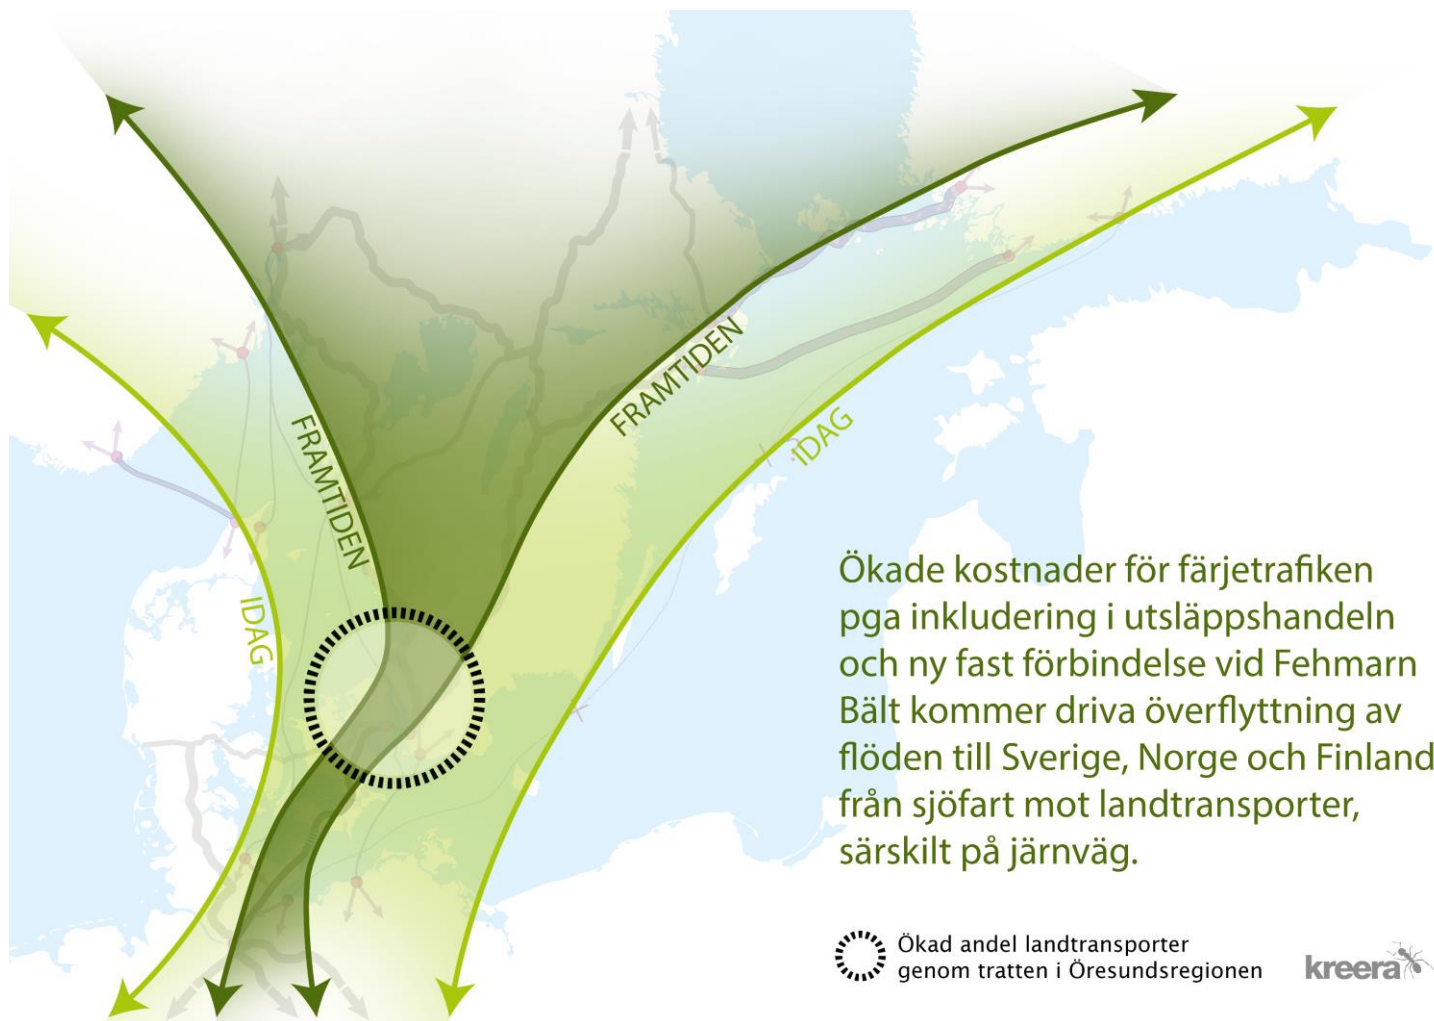 FRAMTIDEN
FRAMTIDEN
IDAG
IDAG
Ökade kostnader för färjetrafiken
pga inkludering i utsläppshandeln
och ny fast förbindelse vid Fehmarn
Bält kommer driva överflyttning av
flöden till Sverige, Norge och Finland
från sjöfart mot landtransporter,
särskilt på järnväg.
Ökad andel landtransporter
genom tratten i Öresundsregionen
kreera